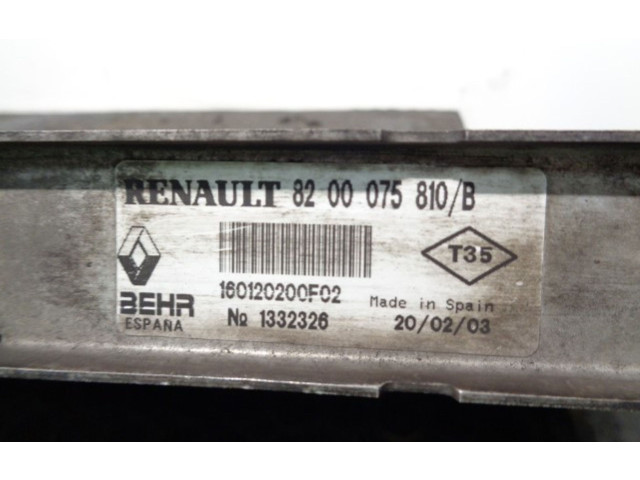 RENAULT 82 00 075 810/B
T35
160120200F02
BEHR
ESPAÑA
Made in Spain
№ 1332326
20/02/03